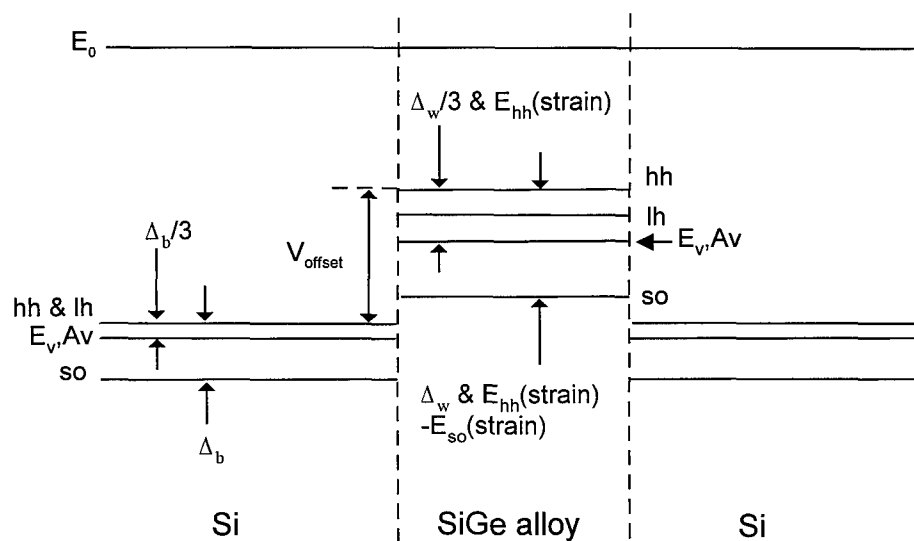 E₀
Δw/3 & Ehh(strain)
hh
lh
Ev,Av
so
Voffset
Δb/3
hh & lh
Ev,Av
so
Δb
Δw & Ehh(strain)
-Eso(strain)
Si
SiGe alloy
Si